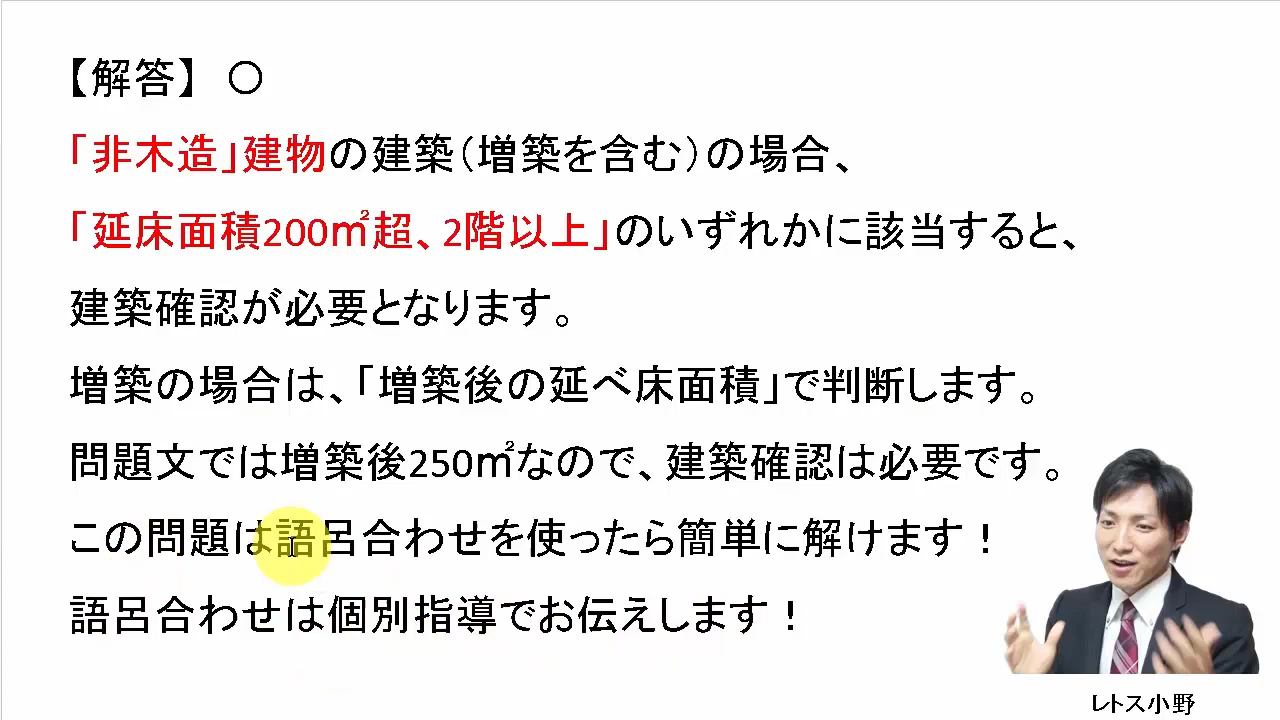 【解答】 〇
「非木造」建物の建築（増築を含む）の場合、
「延床面積200㎡超、2階以上」のいずれかに該当すると、
建築確認が必要となります。
増築の場合は、「増築後の延べ床面積」で判断します。
問題文では増築後250㎡なので、建築確認は必要です。
この問題は語呂合わせを使ったら簡単に解けます！
語呂合わせは個別指導でお伝えします！
レトス小野